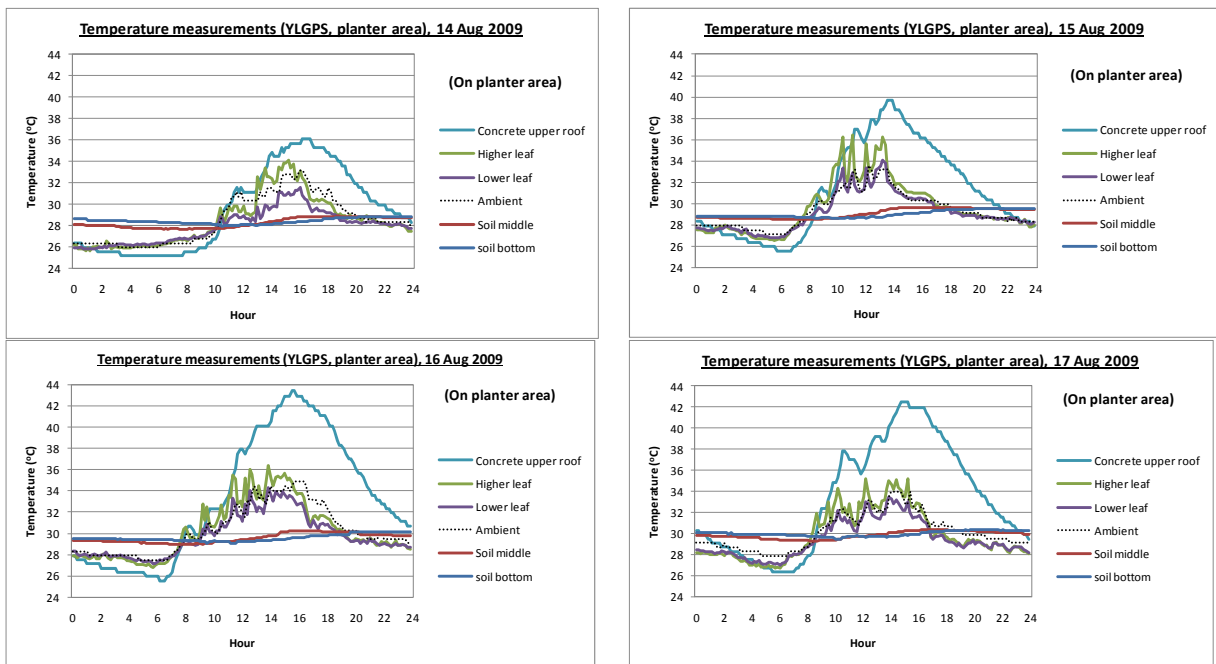 Temperature measurements (YLGPS, planter area), 14 Aug 2009
44
42
40
38
36
34
32
30
28
26
24
Temperature (°C)
0 2 4 6 8 10 12 14 16 18 20 22 24
Hour
(On planter area)
Concrete upper roof
Higher leaf
Lower leaf
Ambient
Soil middle
soil bottom
Temperature measurements (YLGPS, planter area), 15 Aug 2009
44
42
40
38
36
34
32
30
28
26
24
Temperature (°C)
0 2 4 6 8 10 12 14 16 18 20 22 24
Hour
(On planter area)
Concrete upper roof
Higher leaf
Lower leaf
Ambient
Soil middle
soil bottom
Temperature measurements (YLGPS, planter area), 16 Aug 2009
44
42
40
38
36
34
32
30
28
26
24
Temperature (°C)
0 2 4 6 8 10 12 14 16 18 20 22 24
Hour
(On planter area)
Concrete upper roof
Higher leaf
Lower leaf
Ambient
Soil middle
soil bottom
Temperature measurements (YLGPS, planter area), 17 Aug 2009
44
42
40
38
36
34
32
30
28
26
24
Temperature (°C)
0 2 4 6 8 10 12 14 16 18 20 22 24
Hour
(On planter area)
Concrete upper roof
Higher leaf
Lower leaf
Ambient
Soil middle
soil bottom